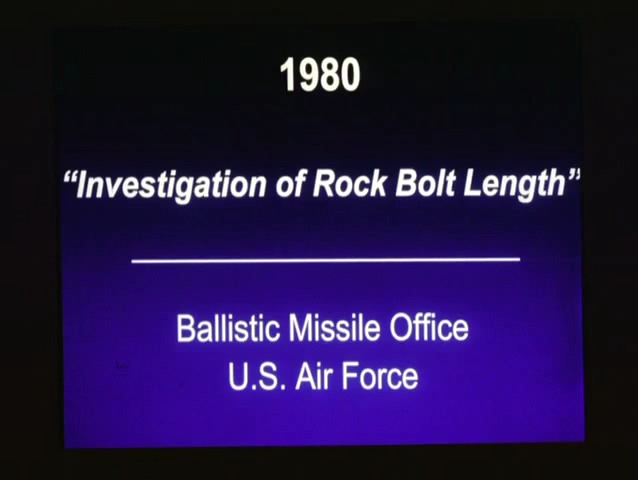 1980
“Investigation of Rock Bolt Length”
Ballistic Missile Office
U.S. Air Force